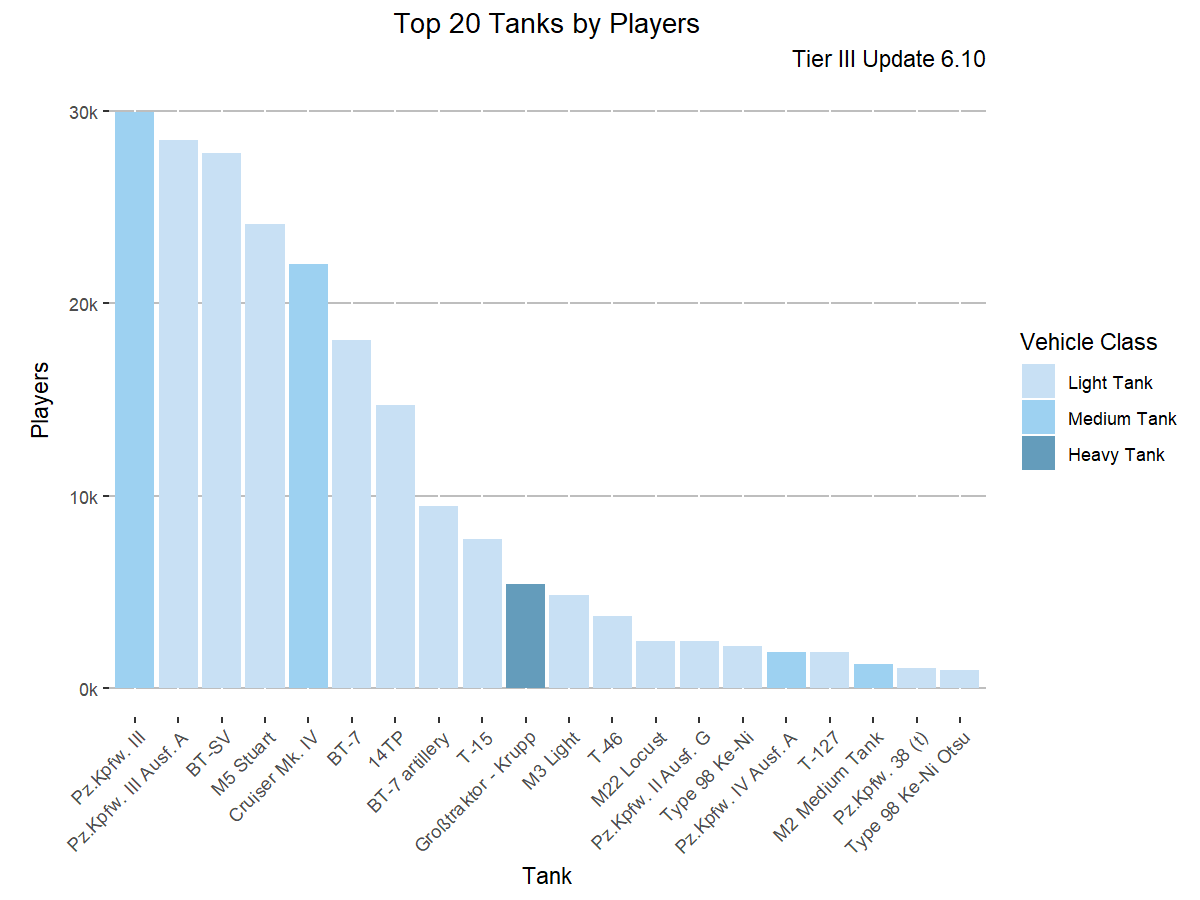 Top 20 Tanks by Players
Tier III Update 6.10
30k
20k
10k
0k
Players
Pz.Kpfw. III
Pz.Kpfw. III Ausf. A
BT-SV
M5 Stuart
Cruiser Mk. IV
BT-7
14TP
BT-7 artillery
T-15
Großtraktor - Krupp
M3 Light
T-46
M22 Locust
Pz.Kpfw. II Ausf. G
Type 98 Ke-Ni
Pz.Kpfw. IV Ausf. A
T-127
M2 Medium Tank
Pz.Kpfw. 38 (t)
Type 98 Ke-Ni Otsu
Tank
Vehicle Class
Light Tank
Medium Tank
Heavy Tank